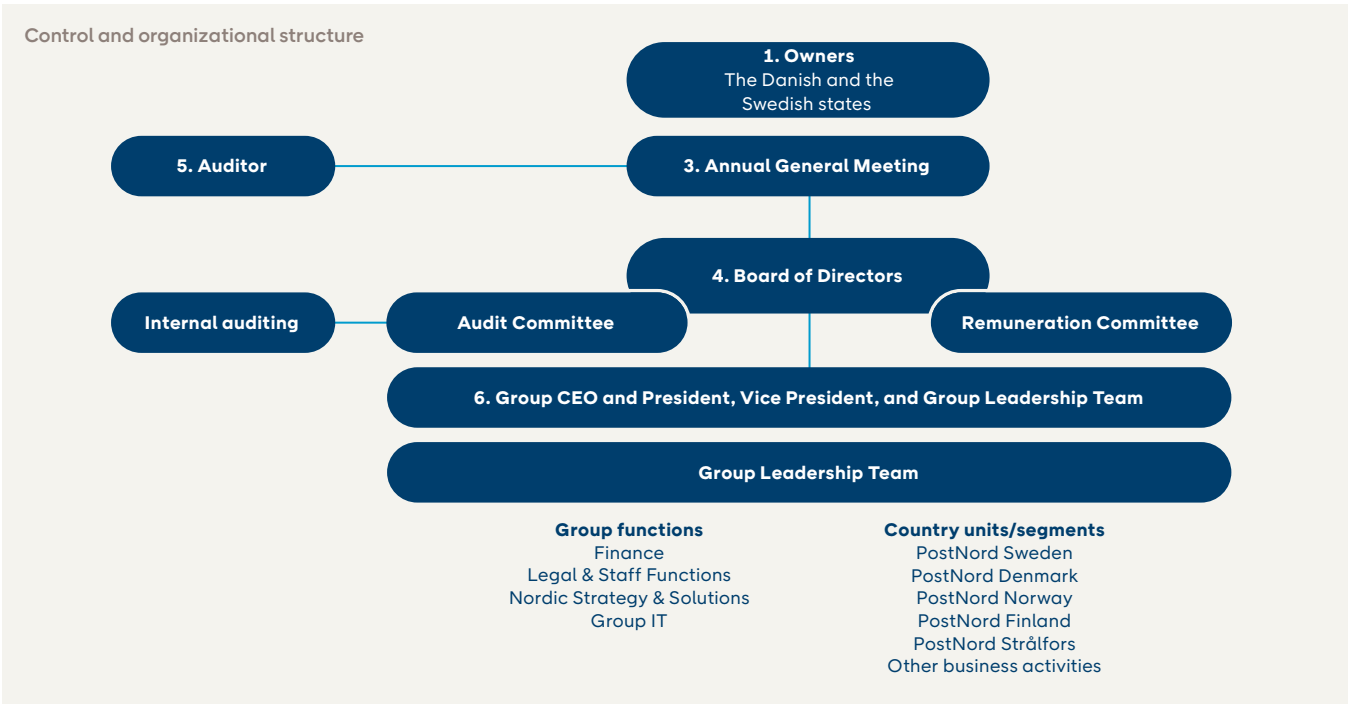 Control and organizational structure
1. Owners
The Danish and the
Swedish states
5. Auditor
3. Annual General Meeting
4. Board of Directors
Internal auditing
Audit Committee
Remuneration Committee
6. Group CEO and President, Vice President, and Group Leadership Team
Group Leadership Team
Group functions
Finance
Legal & Staff Functions
Nordic Strategy & Solutions
Group IT
Country units/segments
PostNord Sweden
PostNord Denmark
PostNord Norway
PostNord Finland
PostNord Strålfors
Other business activities